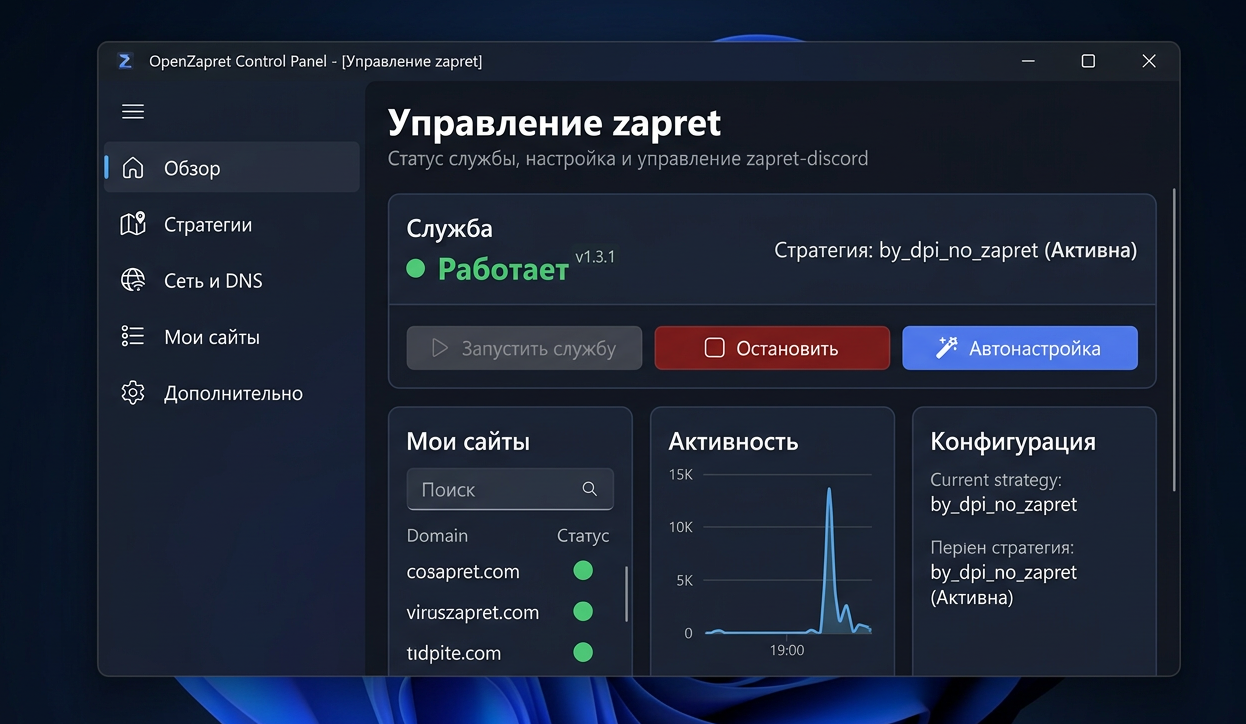 OpenZapret Control Panel - [Управление zapret]
Обзор
Стратегии
Сеть и DNS
Мои сайты
Дополнительно
Управление zapret
Статус службы, настройка и управление zapret-discord
Служба
Работает v1.3.1
Стратегия: by_dpi_no_zapret (Активна)
Запустить службу
Остановить
Автонастройка
Мои сайты
Поиск
Domain Статус
cosapret.com
viruszapret.com
tıdpite.com
Активность
15K
10K
5K
0
19:00
Конфигурация
Current strategy:
by_dpi_no_zapret
Перiен стратегия:
by_dpi_no_zapret
(Активна)